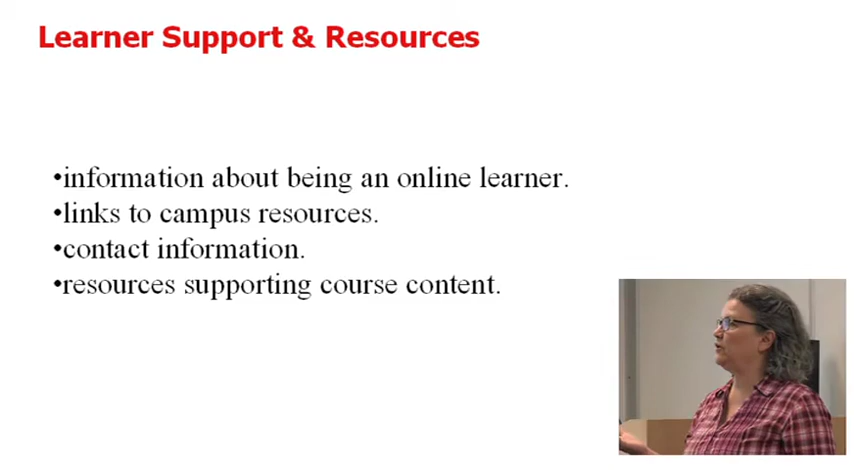 Learner Support & Resources
•information about being an online learner.
•links to campus resources.
•contact information.
•resources supporting course content.